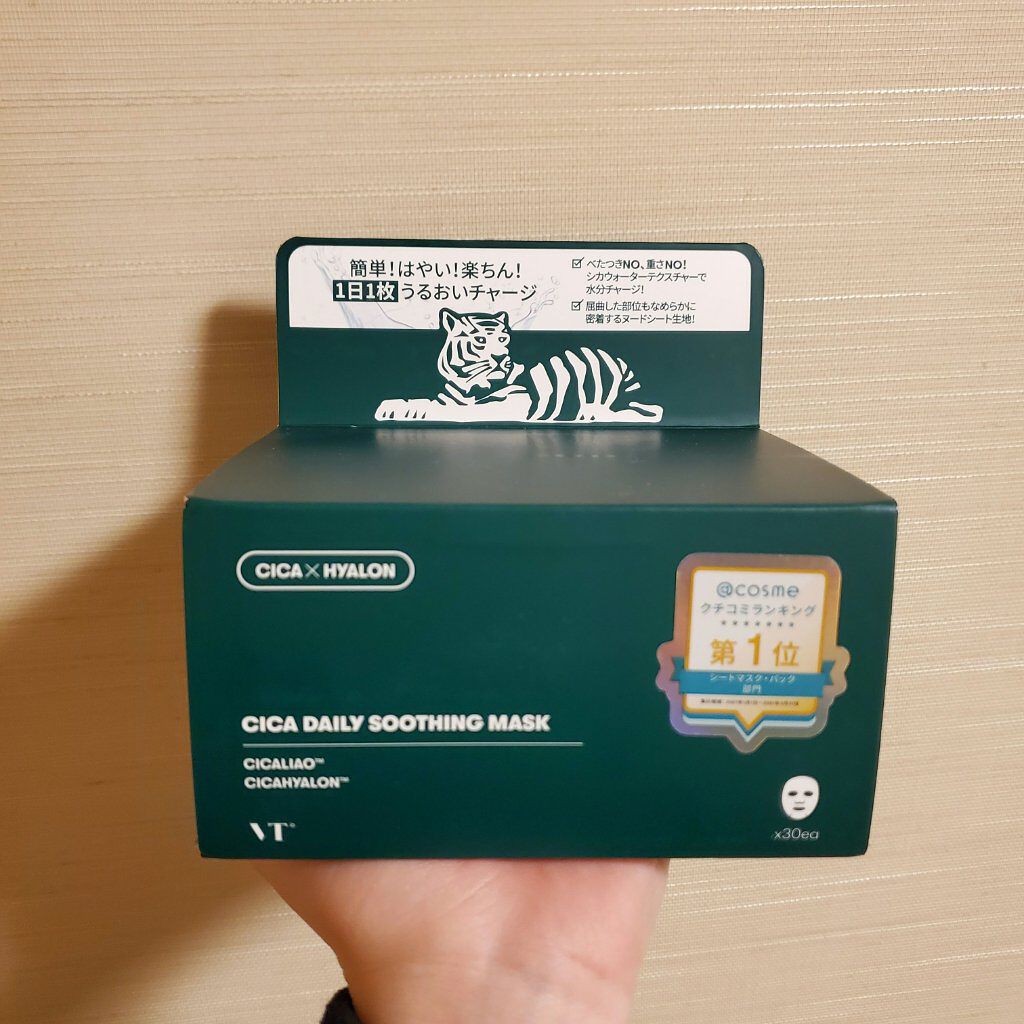 簡単!はやい!楽ちん!
1日1枚うるおいチャージ
べたつきNO、重さNO!
シカウォーターテクスチャーで
水分チャージ!
屈曲した部位もなめらかに
密着するヌードシート生地!
CICA×HYALON
@cosme
クチコミランキング
第1位
シートマスク・パック
部門
CICA DAILY SOOTHING MASK
CICALIAO™
CICAHYALON™
VT
x30ea